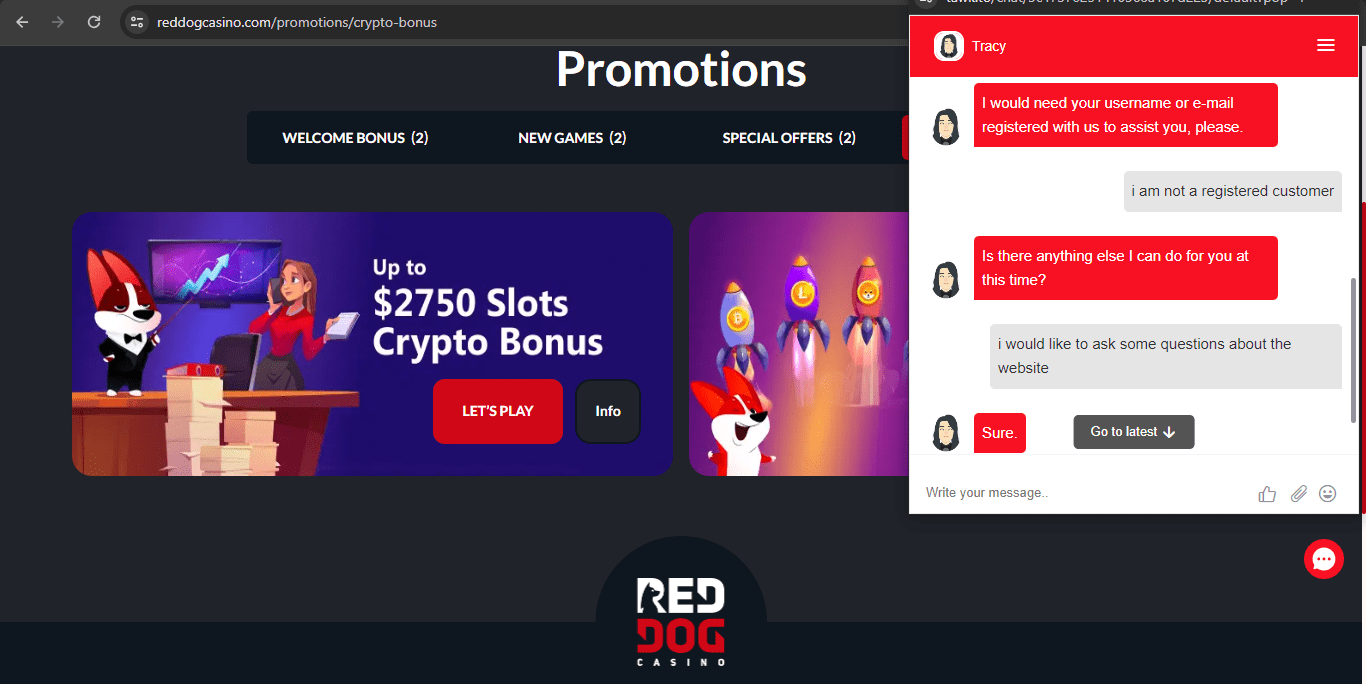 reddogcasino.com/promotions/crypto-bonus
Promotions
WELCOME BONUS (2)
NEW GAMES (2)
SPECIAL OFFERS (2)
Up to
$2750 Slots
Crypto Bonus
LET'S PLAY
Info
RED
DOG
CASINO
Tracy
I would need your username or e-mail
registered with us to assist you, please.
i am not a registered customer
Is there anything else I can do for you at
this time?
i would like to ask some questions about the
website
Sure.
Go to latest
Write your message..